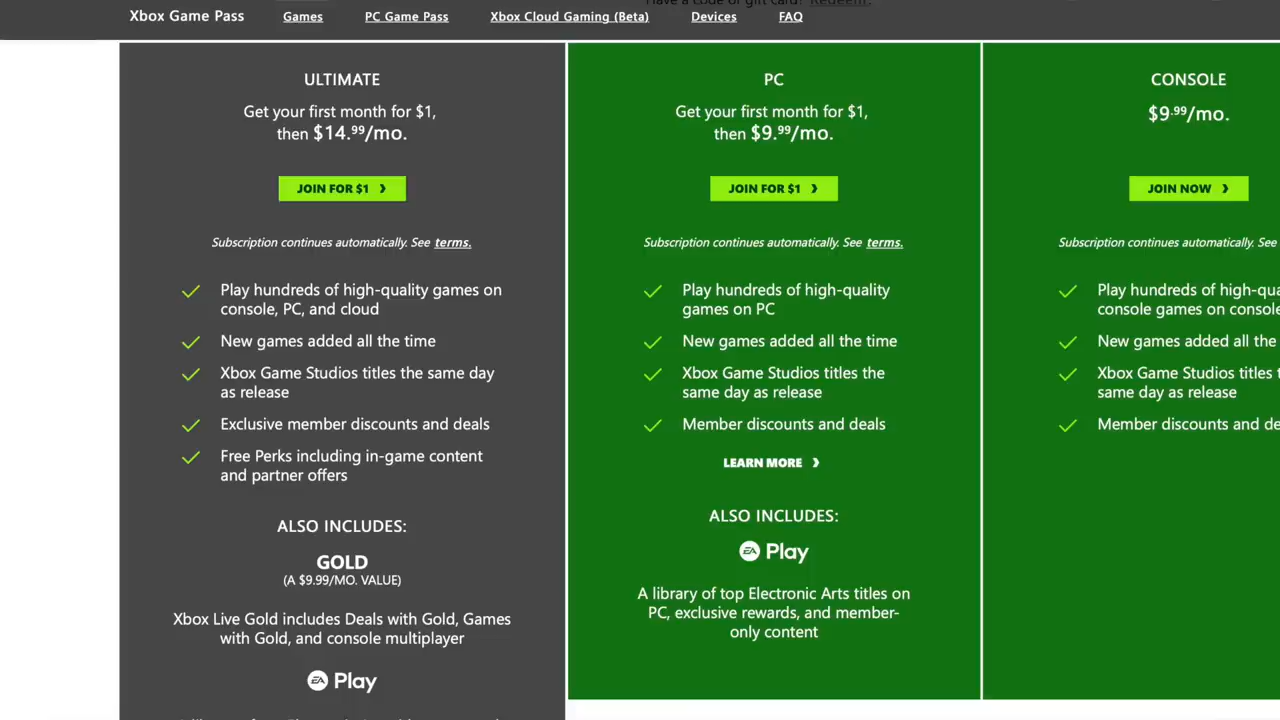 Have a code or gift card? Redeem.
Xbox Game Pass Games PC Game Pass Xbox Cloud Gaming (Beta) Devices FAQ
ULTIMATE
Get your first month for $1,
then $14.99/mo.
JOIN FOR $1
Subscription continues automatically. See terms.
Play hundreds of high-quality games on
console, PC, and cloud
New games added all the time
Xbox Game Studios titles the same day
as release
Exclusive member discounts and deals
Free Perks including in-game content
and partner offers
ALSO INCLUDES:
GOLD
(A $9.99/MO. VALUE)
Xbox Live Gold includes Deals with Gold, Games
with Gold, and console multiplayer
EA Play
PC
Get your first month for $1,
then $9.99/mo.
JOIN FOR $1
Subscription continues automatically. See terms.
Play hundreds of high-quality
games on PC
New games added all the time
Xbox Game Studios titles the
same day as release
Member discounts and deals
LEARN MORE
ALSO INCLUDES:
EA Play
A library of top Electronic Arts titles on
PC, exclusive rewards, and member-
only content
CONSOLE
$9.99/mo.
JOIN NOW
Subscription continues automatically. See
Play hundreds of high-qua
console games on console
New games added all the
Xbox Game Studios titles t
same day as release
Member discounts and de